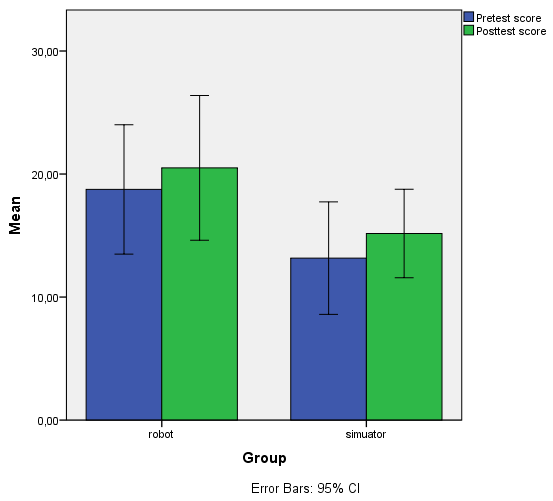 Pretest score
Posttest score
30,00
20,00
10,00
0,00
Mean
robot
simuator
Group
Error Bars: 95% CI